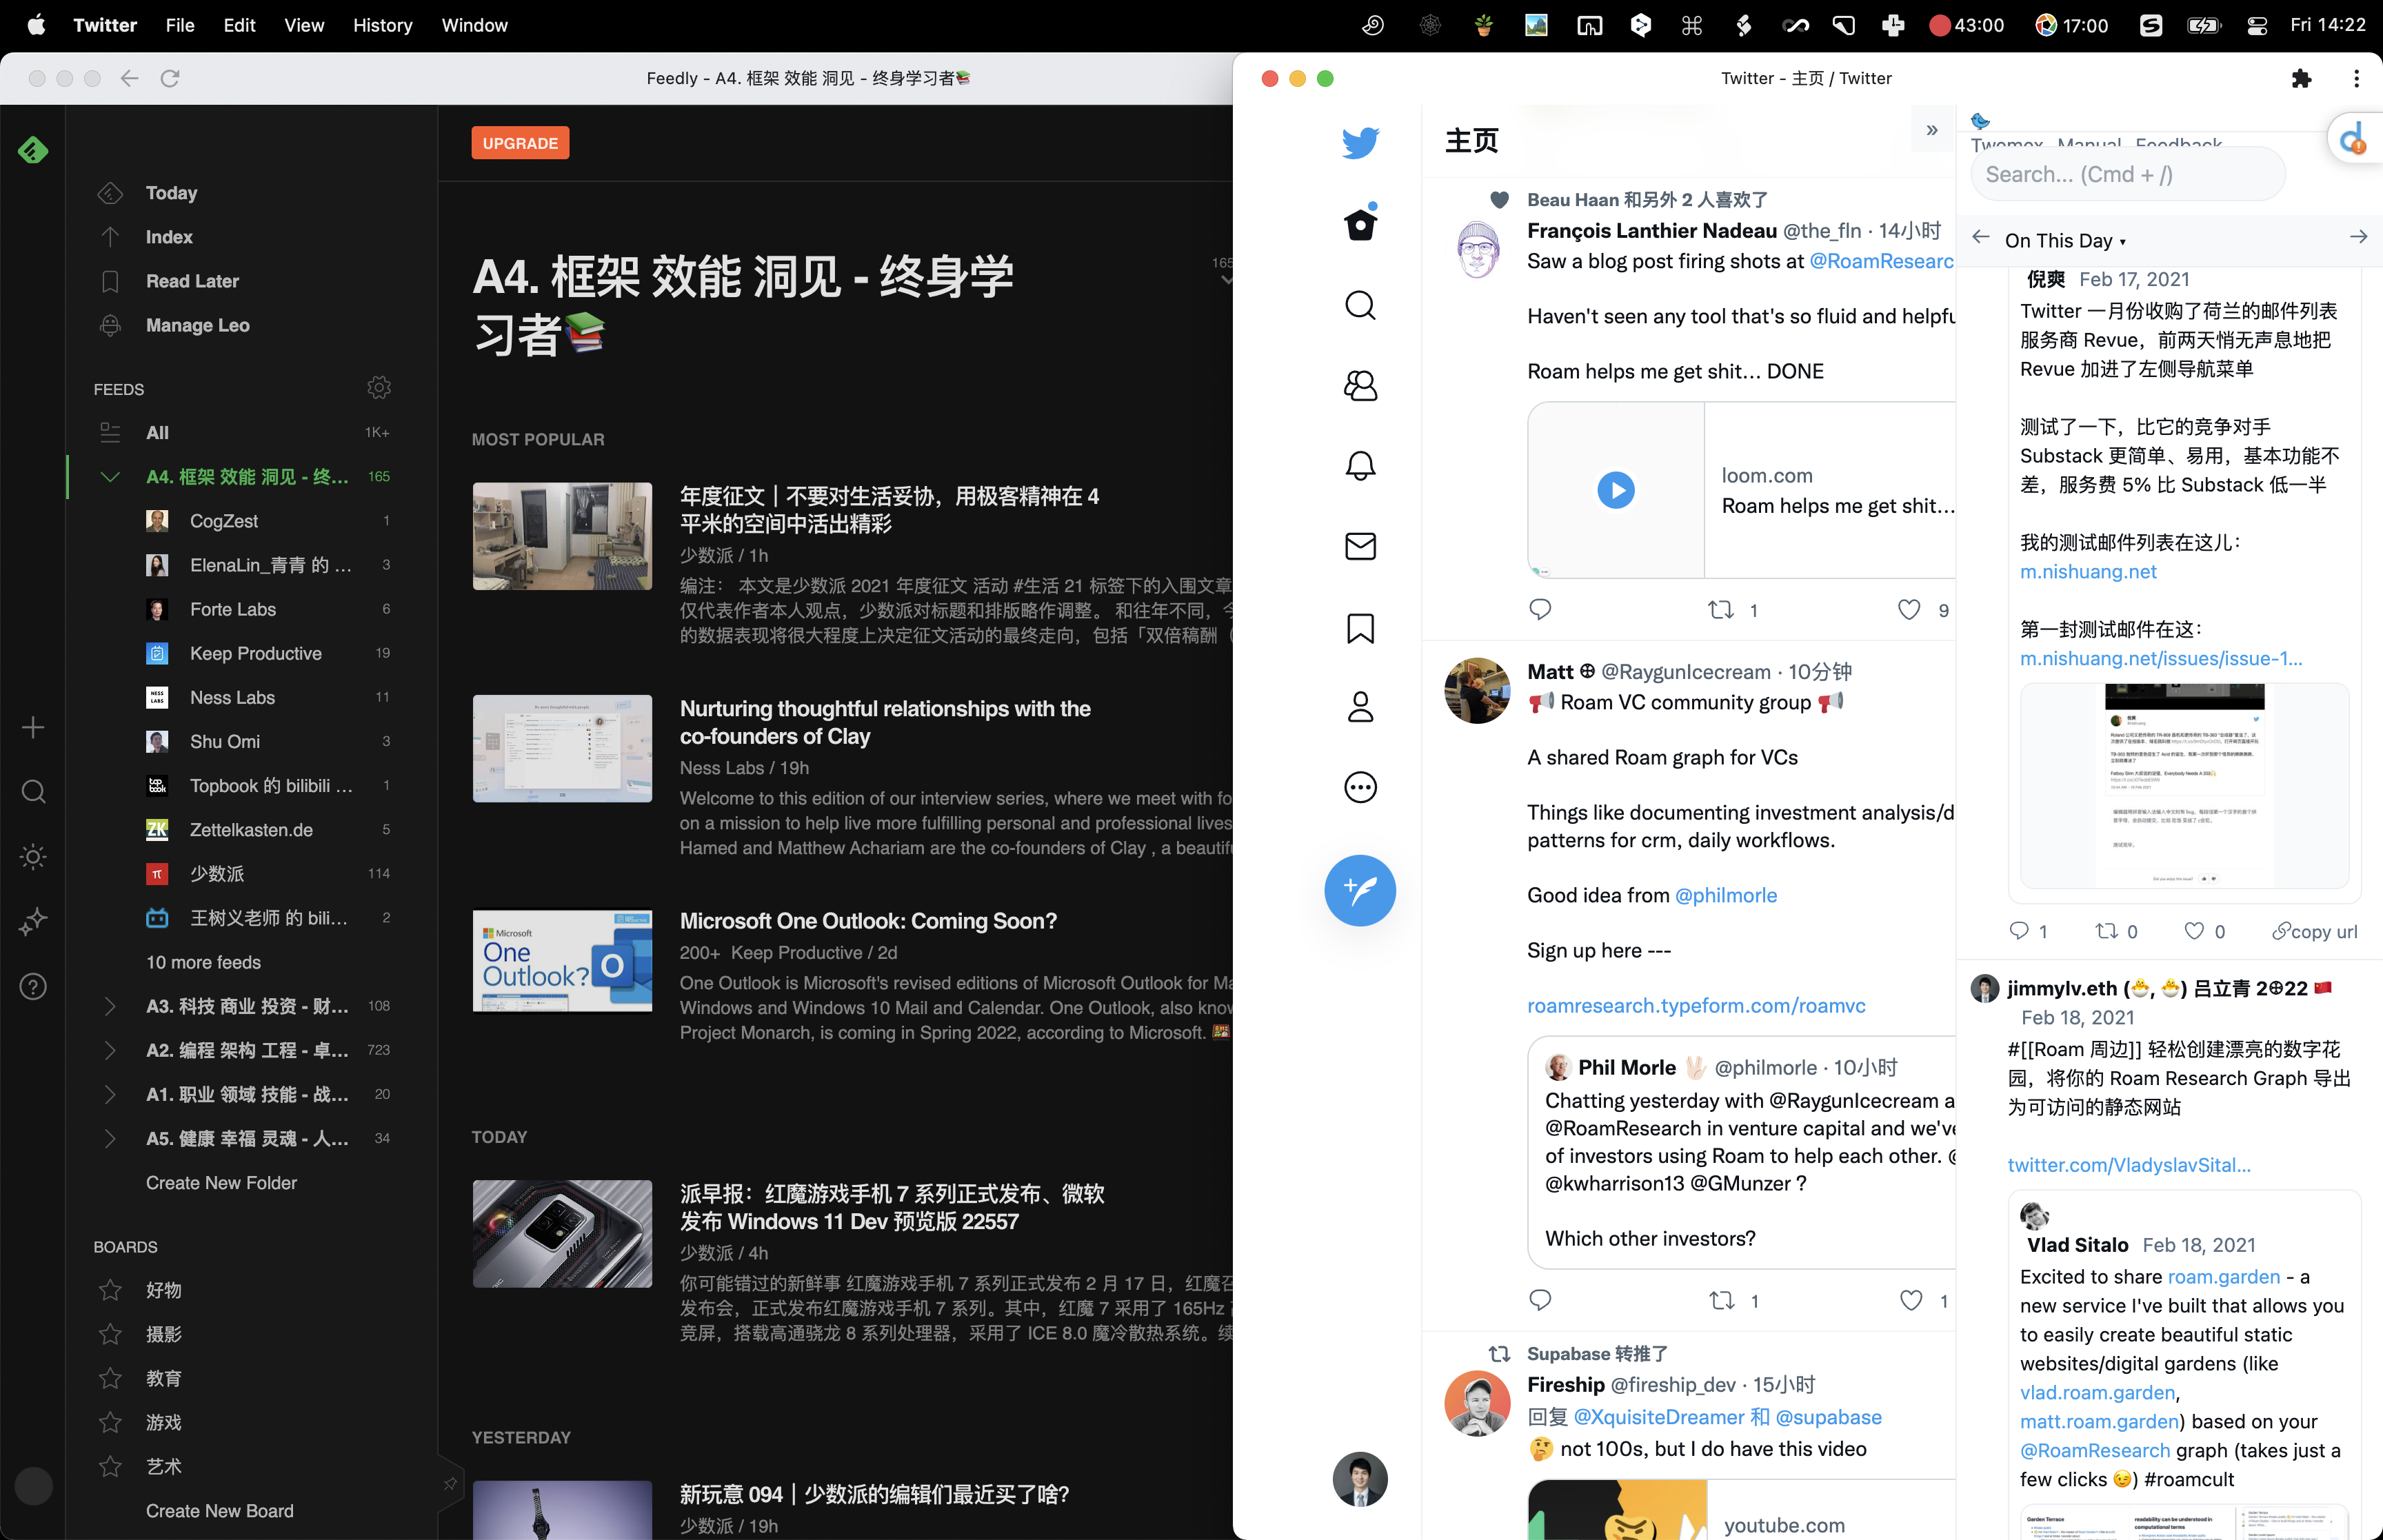 Twitter File Edit View History Window
43:00 17:00 Fri 14:22
Feedly - A4. 框架 效能 洞见 - 终身学习者📚
Today
Index
Read Later
Manage Leo
FEEDS
All 1K+
A4. 框架 效能 洞见 - 终... 165
CogZest 1
ElenaLin_青青 的 ... 3
Forte Labs 6
Keep Productive 19
Ness Labs 11
Shu Omi 3
Topbook 的 bilibili ... 1
Zettelkasten.de 5
少数派 114
王树义老师 的 bili... 2
10 more feeds
A3. 科技 商业 投资 - 财... 108
A2. 编程 架构 工程 - 卓... 723
A1. 职业 领域 技能 - 战... 20
A5. 健康 幸福 灵魂 - 人... 34
Create New Folder
BOARDS
好物
摄影
教育
游戏
艺术
Create New Board
UPGRADE
A4. 框架 效能 洞见 - 终身学
习者📚
165
MOST POPULAR
年度征文｜不要对生活妥协，用极客精神在 4
平米的空间中活出精彩
少数派 / 1h
编注： 本文是少数派 2021 年度征文 活动 #生活 21 标签下的入围文章
仅代表作者本人观点，少数派对标题和排版略作调整。 和往年不同，今
的数据表现将很大程度上决定征文活动的最终走向，包括「双倍稿酬（
Nurturing thoughtful relationships with the
co-founders of Clay
Ness Labs / 19h
Welcome to this edition of our interview series, where we meet with fo
on a mission to help live more fulfilling personal and professional lives
Hamed and Matthew Achariam are the co-founders of Clay , a beautifu
Microsoft
One
Outlook?
Microsoft One Outlook: Coming Soon?
200+ Keep Productive / 2d
One Outlook is Microsoft's revised editions of Microsoft Outlook for Ma
Windows and Windows 10 Mail and Calendar. One Outlook, also know
Project Monarch, is coming in Spring 2022, according to Microsoft.
TODAY
派早报：红魔游戏手机 7 系列正式发布、微软
发布 Windows 11 Dev 预览版 22557
少数派 / 4h
你可能错过的新鲜事 红魔游戏手机 7 系列正式发布 2 月 17 日，红魔召
发布会，正式发布红魔游戏手机 7 系列。其中，红魔 7 采用了 165Hz
竞屏，搭载高通骁龙 8 系列处理器，采用了 ICE 8.0 魔冷散热系统。续
YESTERDAY
新玩意 094｜少数派的编辑们最近买了啥？
少数派 / 19h
Twitter - 主页 / Twitter
主页
»
Beau Haan 和另外 2 人喜欢了
François Lanthier Nadeau @the_fln · 14小时
Saw a blog post firing shots at @RoamResearc
Haven't seen any tool that's so fluid and helpfu
Roam helps me get shit... DONE
loom.com
Roam helps me get shit...
1 9
Matt @RaygunIcecream · 10分钟
📢 Roam VC community group 📢
A shared Roam graph for VCs
Things like documenting investment analysis/d
patterns for crm, daily workflows.
Good idea from @philmorle
Sign up here ---
roamresearch.typeform.com/roamvc
Phil Morle 🖖🏻 @philmorle · 10小时
Chatting yesterday with @RaygunIcecream a
@RoamResearch in venture capital and we've
of investors using Roam to help each other. @
@kwharrison13 @GMunzer ?
Which other investors?
1 1
Supabase 转推了
Fireship @fireship_dev · 15小时
回复 @XquisiteDreamer 和 @supabase
🤔 not 100s, but I do have this video
youtube.com
Twemex Manual Feedback
Search... (Cmd + /)
On This Day
倪爽 Feb 17, 2021
Twitter 一月份收购了荷兰的邮件列表
服务商 Revue，前两天悄无声息地把
Revue 加进了左侧导航菜单
测试了一下，比它的竞争对手
Substack 更简单、易用，基本功能不
差，服务费 5% 比 Substack 低一半
我的测试邮件列表在这儿：
m.nishuang.net
第一封测试邮件在这：
m.nishuang.net/issues/issue-1...
1 0 0 copy url
jimmylv.eth (🐣, 🐣) 吕立青 2⊕22 🇨🇳
Feb 18, 2021
#[[Roam 周边]] 轻松创建漂亮的数字花
园，将你的 Roam Research Graph 导出
为可访问的静态网站
twitter.com/VladyslavSital...
Vlad Sitalo Feb 18, 2021
Excited to share roam.garden - a
new service I've built that allows you
to easily create beautiful static
websites/digital gardens (like
vlad.roam.garden,
matt.roam.garden) based on your
@RoamResearch graph (takes just a
few clicks 😉) #roamcult
Garden Terrace
readability can be understood in
computational terms